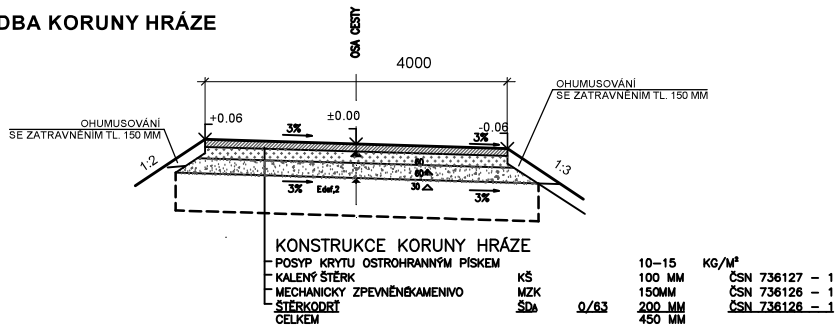 DBA KORUNY HRÁZE
OSA CESTY
4000
OHUMUSOVÁNÍ
SE ZATRAVNĚNÍM TL. 150 MM
OHUMUSOVÁNÍ
SE ZATRAVNĚNÍM TL. 150 MM
+0.06
±0.00
-0.06
3%
3%
1:2
1:3
80
60
3%
Edef,2
30
3%
KONSTRUKCE KORUNY HRÁZE
POSYP KRYTU OSTROHRANNÝM PÍSKEM 10-15 KG/M²
KALENÝ ŠTĚRK KŠ 100 MM ČSN 736127 - 1
MECHANICKY ZPEVNĚNÉKAMENIVO MZK 150MM ČSN 736126 - 1
ŠTĚRKODRŤ ŠDA 0/63 200 MM ČSN 736126 - 1
CELKEM 450 MM